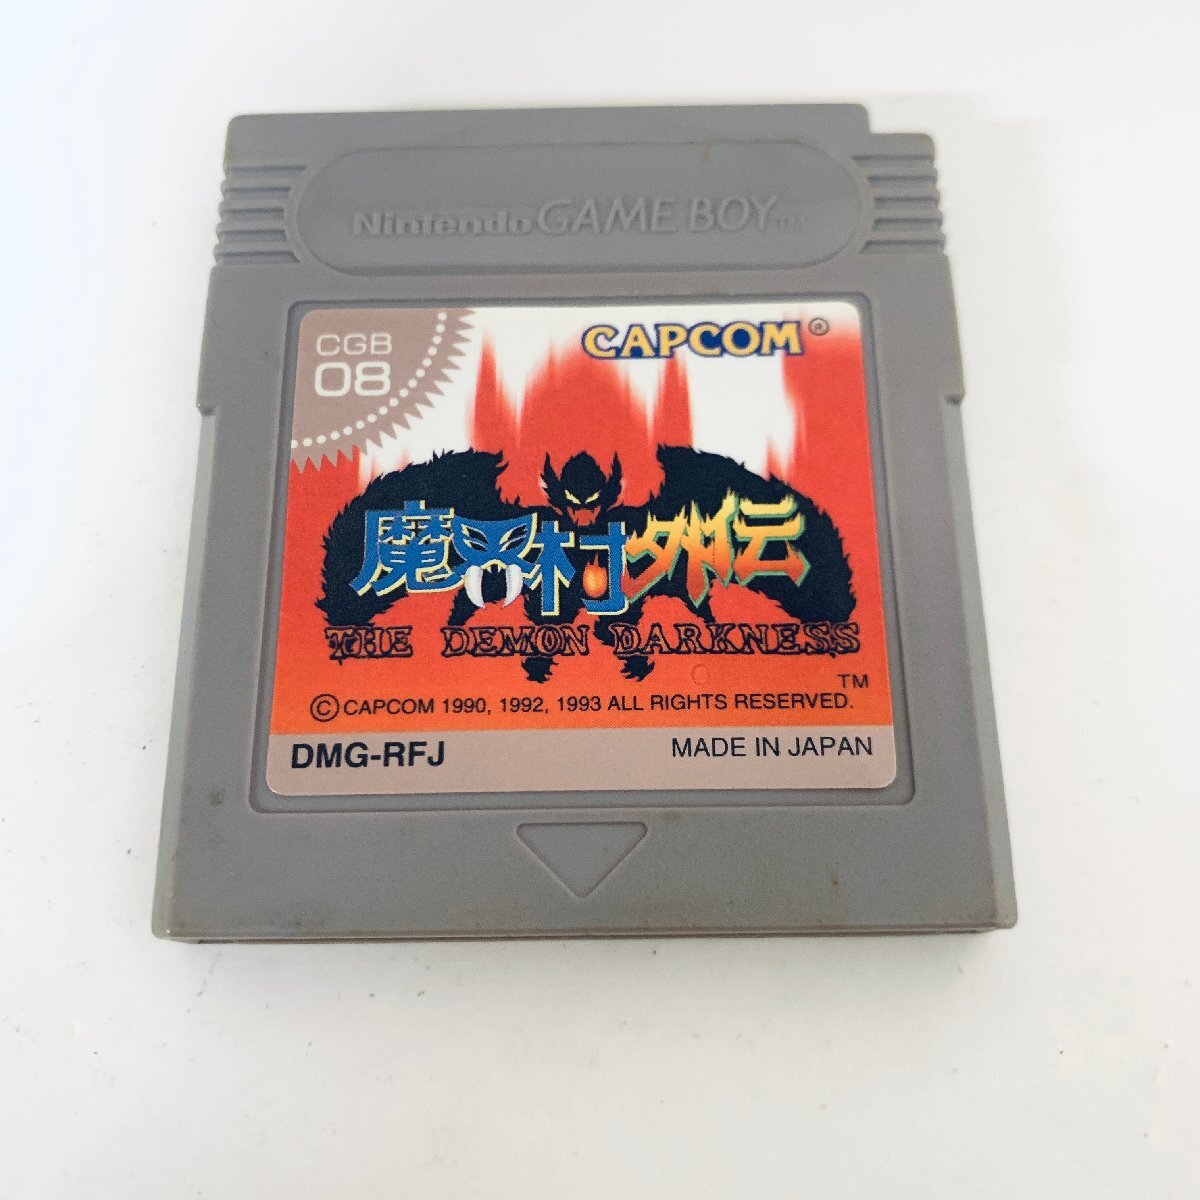 Nintendo GAME BOY TM
CGB
08
CAPCOM ®
魔界村外伝
THE DEMON DARKNESS
TM
© CAPCOM 1990, 1992, 1993 ALL RIGHTS RESERVED.
DMG-RFJ
MADE IN JAPAN